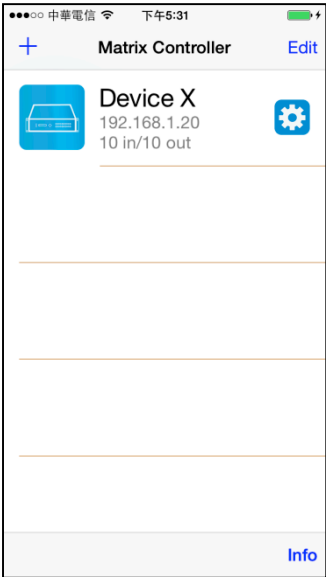 中華電信 下午5:31
+ Matrix Controller Edit
Device X
192.168.1.20
10 in/10 out
Info